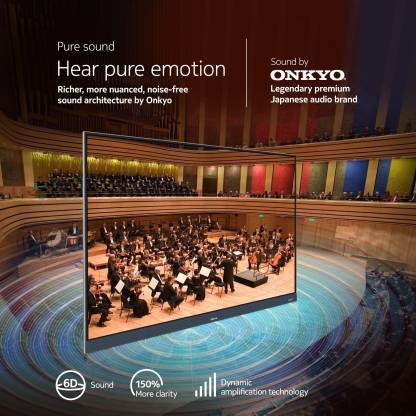 Pure sound
Hear pure emotion
Richer, more nuanced, noise-free
sound architecture by Onkyo
Sound by
ONKYO
Legendary premium
Japanese audio brand
6D Sound
150%
More clarity
Dynamic
amplification technology